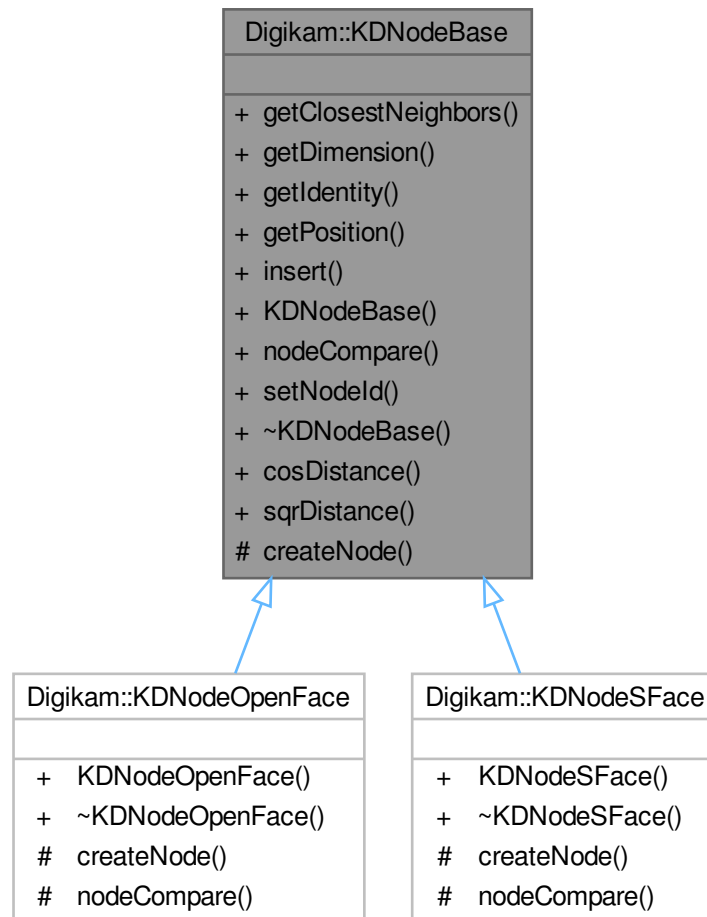 Digikam::KDNodeBase
+ getClosestNeighbors()
+ getDimension()
+ getIdentity()
+ getPosition()
+ insert()
+ KDNodeBase()
+ nodeCompare()
+ setNodeId()
+ ~KDNodeBase()
+ cosDistance()
+ sqrDistance()
# createNode()
Digikam::KDNodeOpenFace
+ KDNodeOpenFace()
+ ~KDNodeOpenFace()
# createNode()
# nodeCompare()
Digikam::KDNodeSFace
+ KDNodeSFace()
+ ~KDNodeSFace()
# createNode()
# nodeCompare()